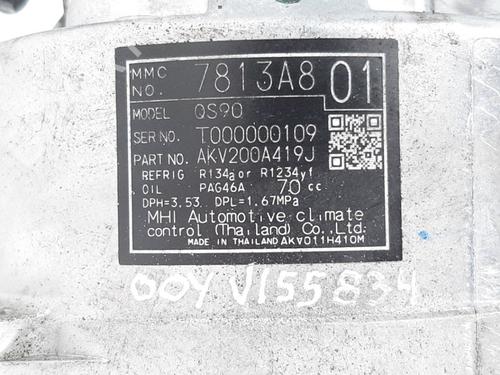 MMC NO. 7813A8 01
MODEL QS90
SER NO. T000000109
PART NO. AKV200A419J
REFRIG R134a or R1234yf
OIL PAG46A 70 cc
DPH=3.53 DPL=1.67MPa
MHI Automotive climate
control (Thailand) Co., Ltd.
MADE IN THAILAND AKV011H410M
00Y V155834